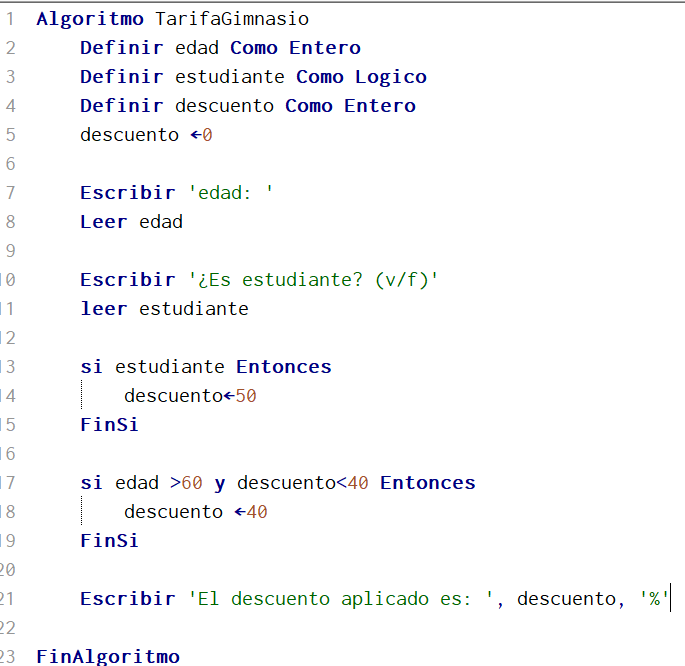 1 Algoritmo TarifaGimnasio
2 Definir edad Como Entero
3 Definir estudiante Como Logico
4 Definir descuento Como Entero
5 descuento ←0
6
7 Escribir 'edad: '
8 Leer edad
9
10 Escribir '¿Es estudiante? (v/f)'
11 leer estudiante
12
13 si estudiante Entonces
14 descuento←50
15 FinSi
16
17 si edad >60 y descuento<40 Entonces
18 descuento ←40
19 FinSi
20
21 Escribir 'El descuento aplicado es: ', descuento, '%'
22
23 FinAlgoritmo